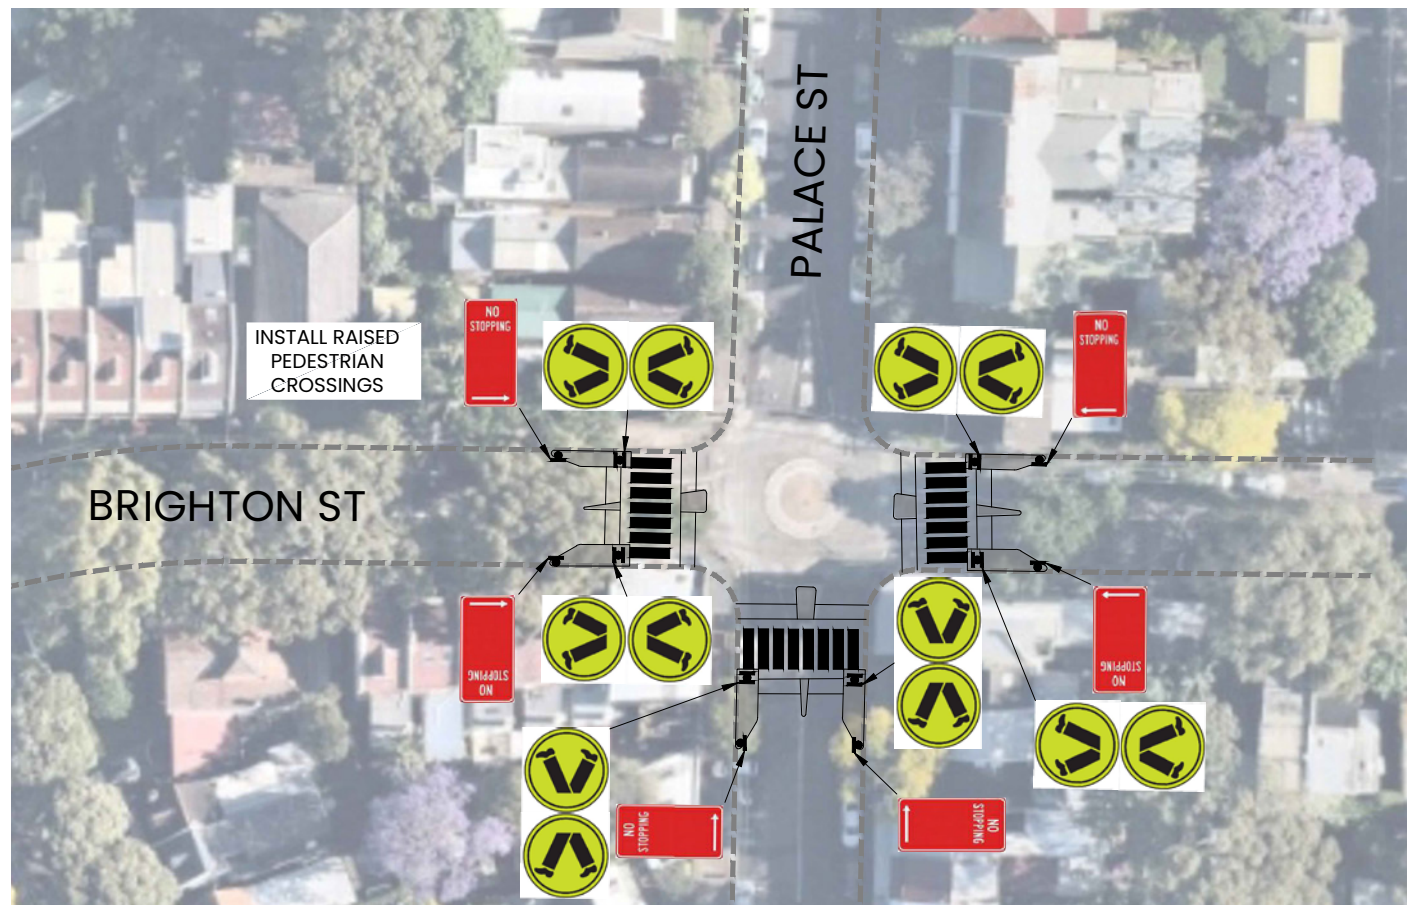 PALACE ST
INSTALL RAISED
PEDESTRIAN
CROSSINGS
NO
STOPPING
NO
STOPPING
BRIGHTON ST
NO
STOPPING
NO
STOPPING
NO
STOPPING
NO
STOPPING